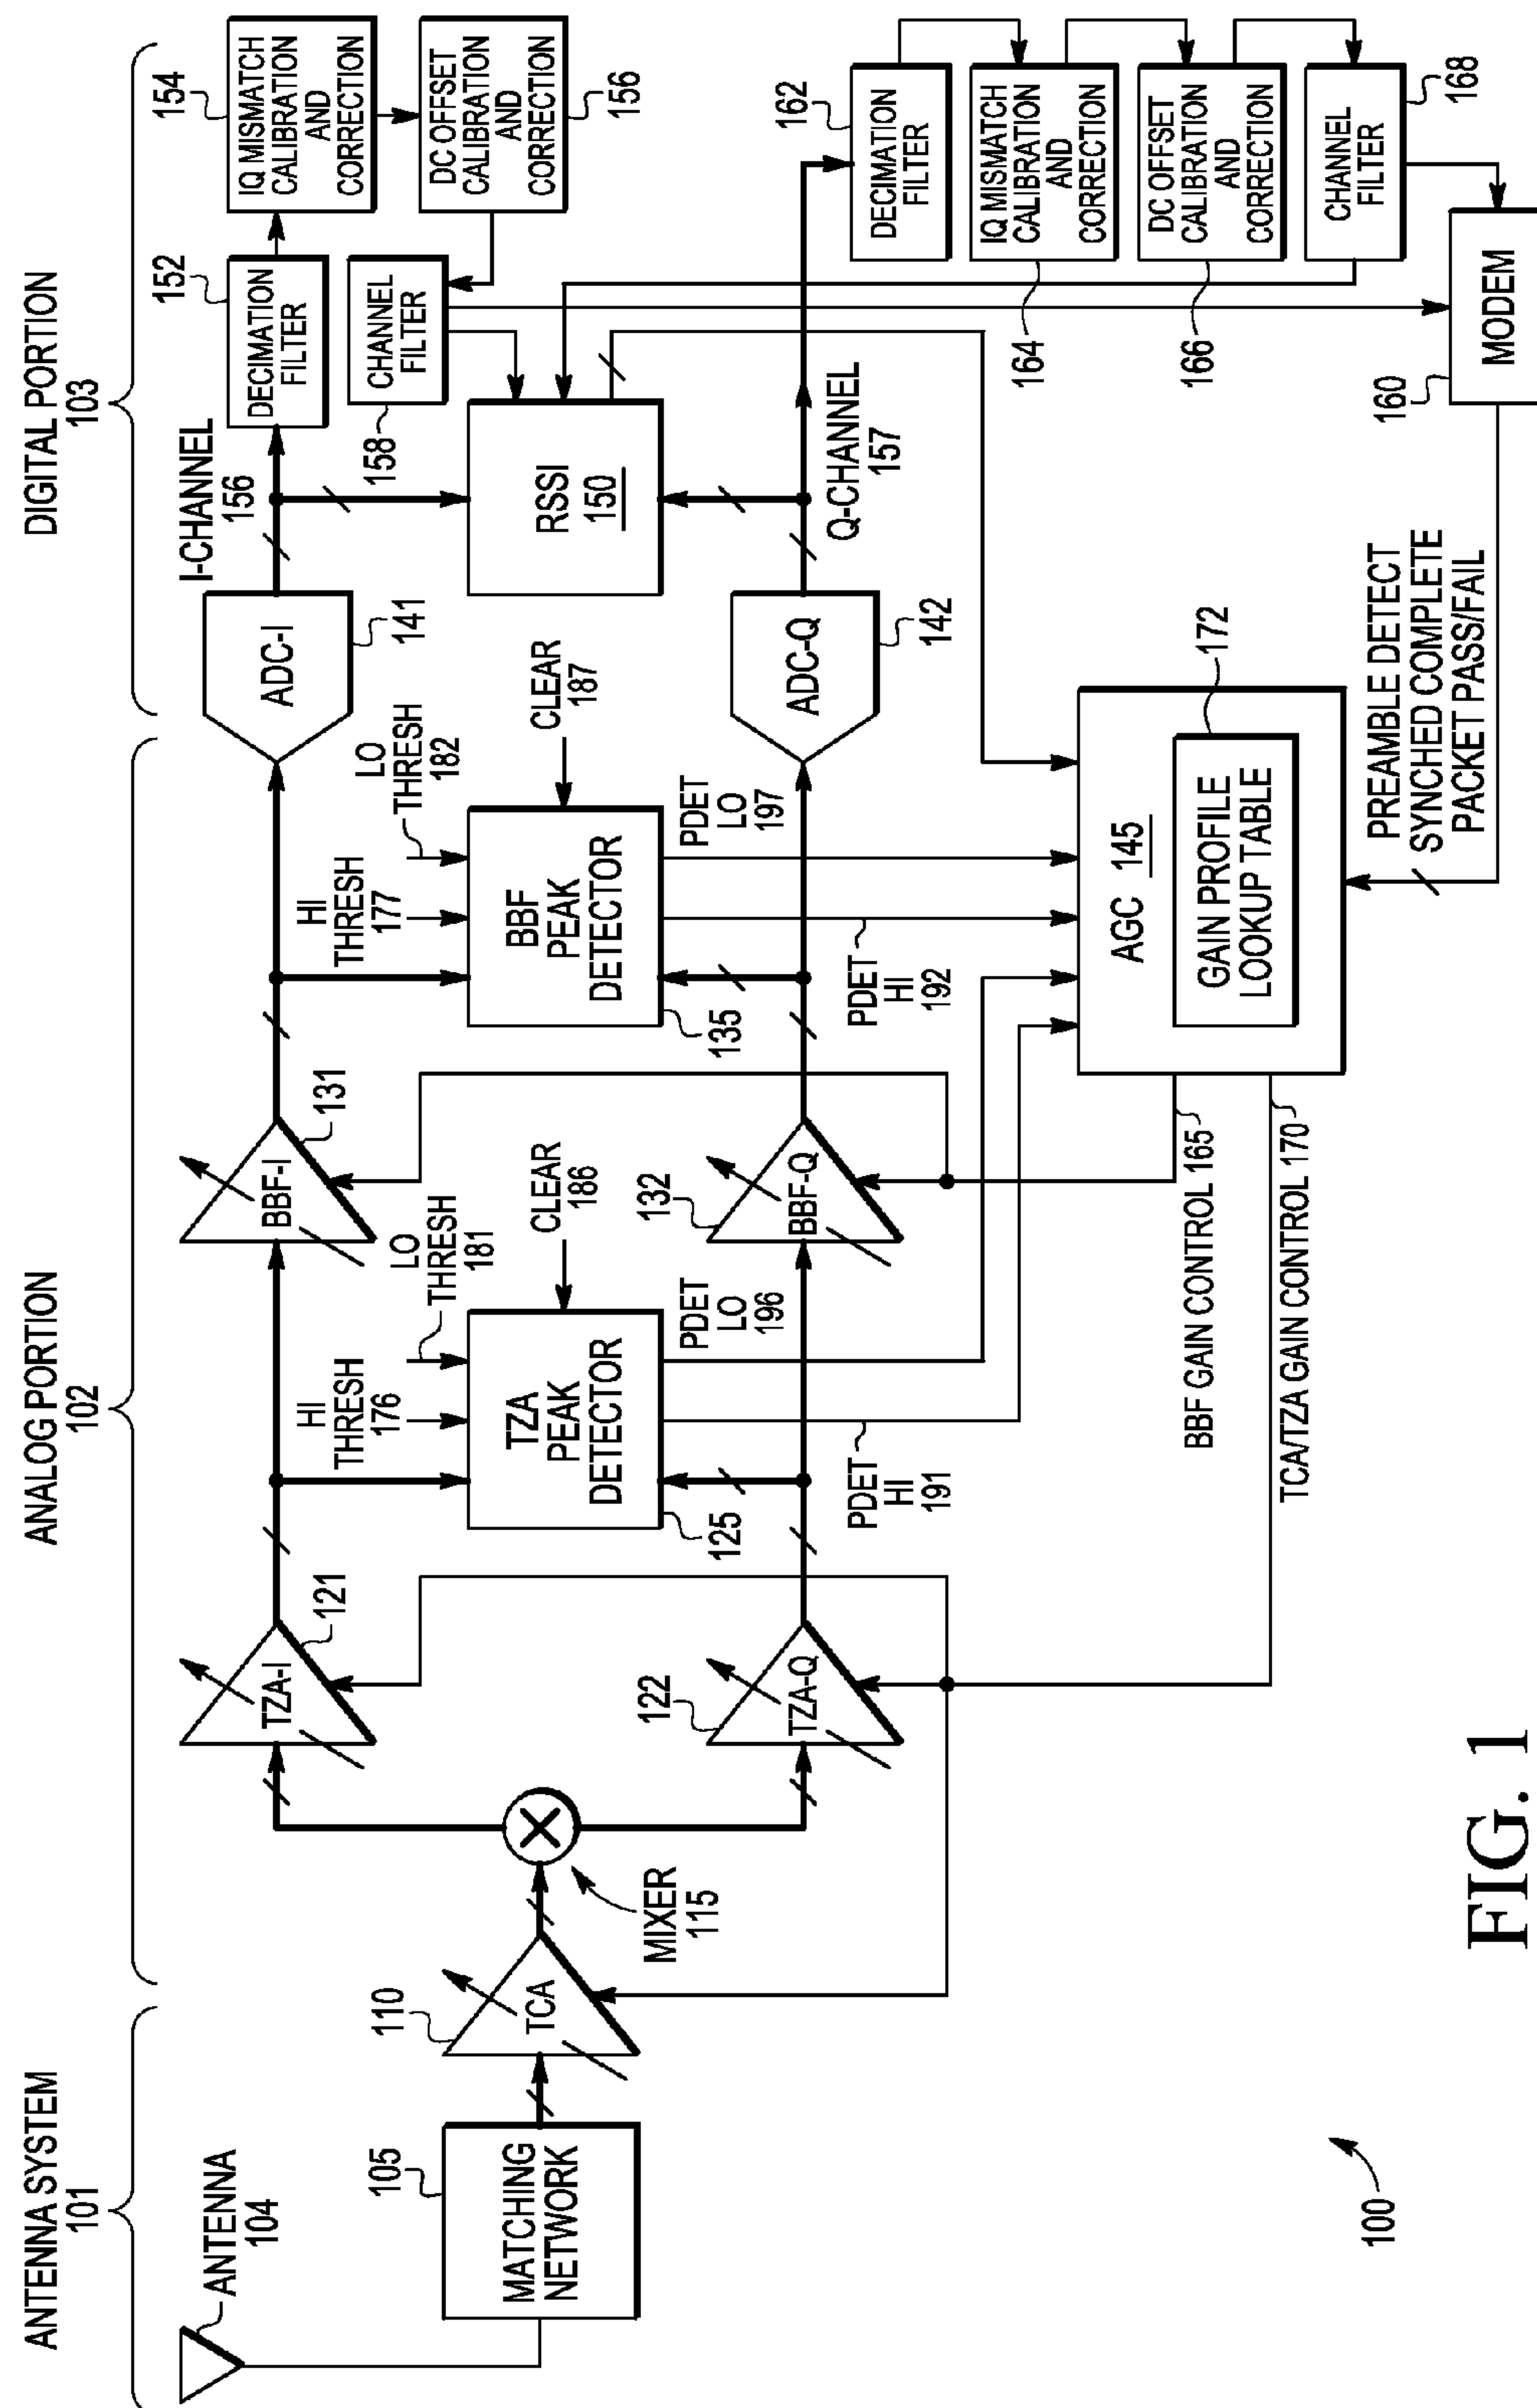 ANTENNA SYSTEM
101
ANALOG PORTION
102
DIGITAL PORTION
103
ANTENNA
104
105
MATCHING
NETWORK
110
TCA
MIXER
115
TZA-I
121
122
TZA-Q
HI
THRESH
176
LO
THRESH
181
CLEAR
186
TZA
PEAK
DETECTOR
125
PDET
LO
196
PDET
HI
191
BBF-I
131
132
BBF-Q
HI
THRESH
177
LO
THRESH
182
CLEAR
187
BBF
PEAK
DETECTOR
135
PDET
LO
197
PDET
HI
192
ADC-I
141
ADC-Q
142
I-CHANNEL
156
RSSI
150
Q-CHANNEL
157
152
DECIMATION
FILTER
154
IQ MISMATCH
CALIBRATION
AND
CORRECTION
DC OFFSET
CALIBRATION
AND
CORRECTION
156
CHANNEL
FILTER
158
162
DECIMATION
FILTER
IQ MISMATCH
CALIBRATION
AND
CORRECTION
164
DC OFFSET
CALIBRATION
AND
CORRECTION
166
CHANNEL
FILTER
168
160
MODEM
AGC 145
GAIN PROFILE
LOOKUP TABLE
172
PREAMBLE DETECT
SYNCHED COMPLETE
PACKET PASS/FAIL
BBF GAIN CONTROL 165
TCA/TZA GAIN CONTROL 170
100
FIG. 1